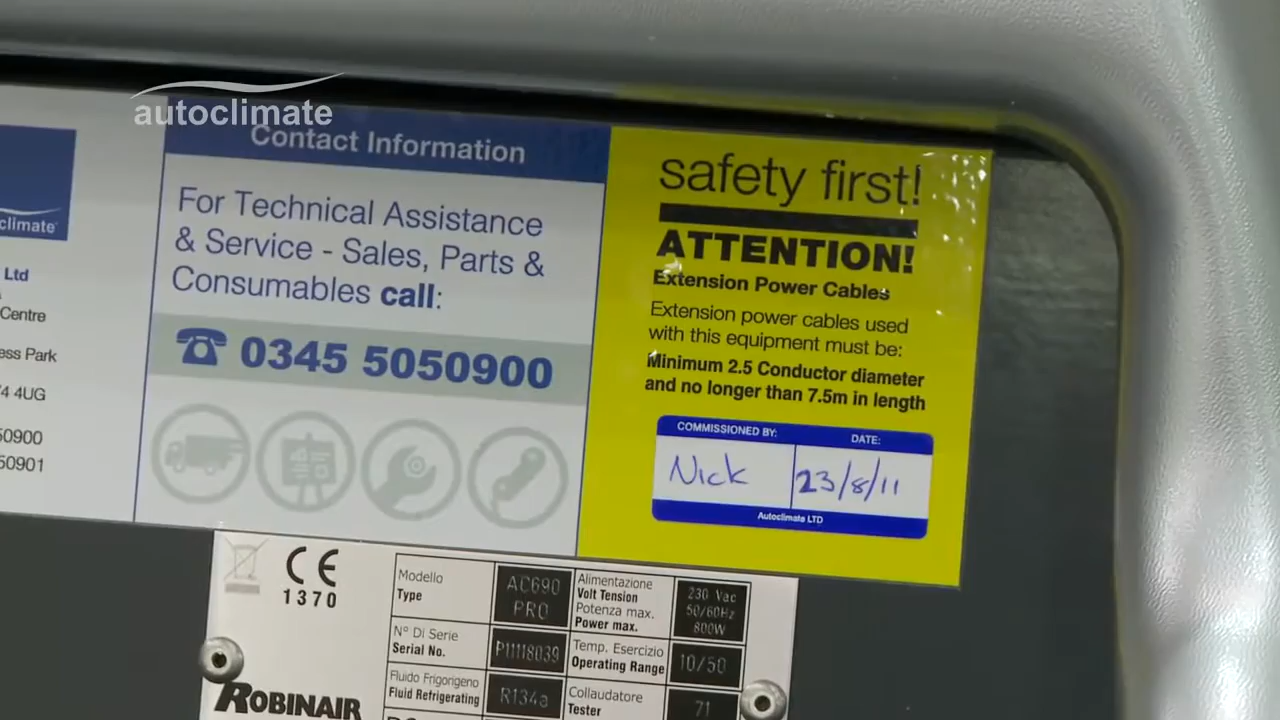 autoclimate
climate
Ltd
Centre
ess Park
4 4UG
50900
50901
Contact Information
For Technical Assistance
& Service - Sales, Parts &
Consumables call:
0345 5050900
safety first!
ATTENTION!
Extension Power Cables
Extension power cables used
with this equipment must be:
Minimum 2.5 Conductor diameter
and no longer than 7.5m in length
COMMISSIONED BY: DATE:
Nick 23/8/11
Autoclimate LTD
CE
1370
ROBINAIR
Modello
Type
AC690
PRO
Alimentazione
Volt Tension
Potenza max.
Power max.
230 Vac
50/60Hz
800W
N° Di Serie
Serial No.
P11118039
Temp. Esercizio
Operating Range
10/50
Fluido Frigorigeno
Fluid Refrigerating
R134a
Collaudatore
Tester
71